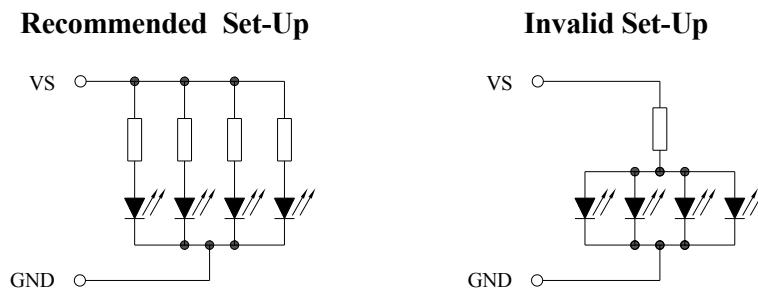 Recommended Set-Up
Invalid Set-Up
VS
VS
GND
GND